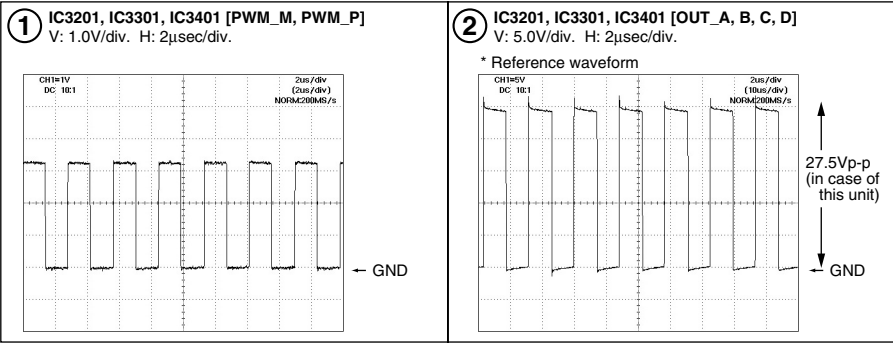 1 IC3201, IC3301, IC3401 [PWM_M, PWM_P]
V: 1.0V/div. H: 2μsec/div.
CH1=1V
DC 10:1
2us/div
(2us/div)
NORM:200MS/s
← GND
2 IC3201, IC3301, IC3401 [OUT_A, B, C, D]
V: 5.0V/div. H: 2μsec/div.
* Reference waveform
CH1=5V
DC 10:1
2us/div
(10us/div)
NORM:200MS/s
27.5Vp-p
(in case of
this unit)
← GND